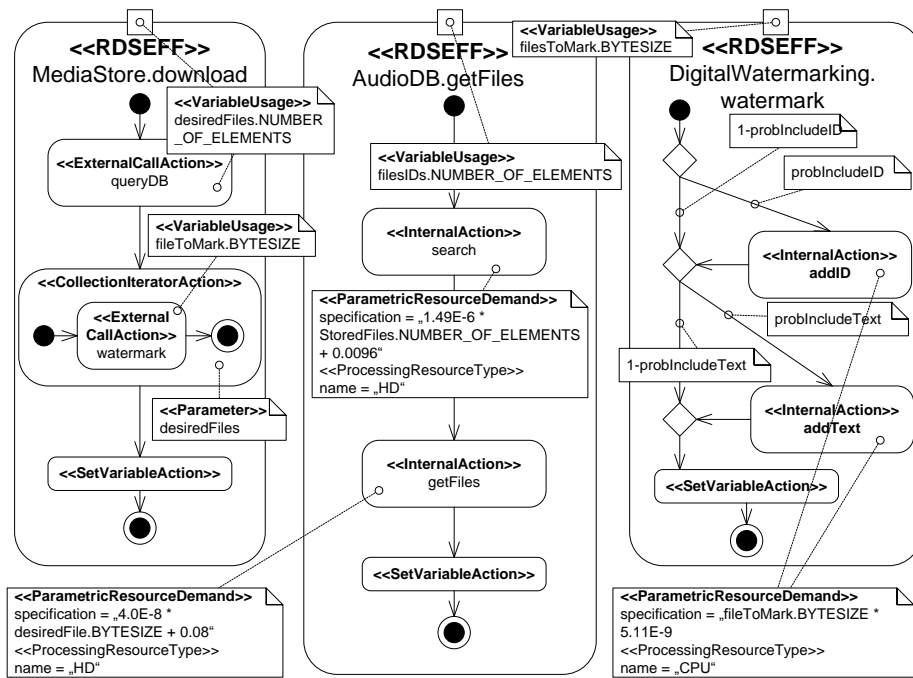 <<RDSEFF>>
MediaStore.download
<<VariableUsage>>
desiredFiles.NUMBER
_OF_ELEMENTS
<<ExternalCallAction>>
queryDB
<<VariableUsage>>
fileToMark.BYTESIZE
<<CollectionIteratorAction>>
<<External
CallAction>>
watermark
<<Parameter>>
desiredFiles
<<SetVariableAction>>
<<ParametricResourceDemand>>
specification = „4.0E-8 *
desiredFile.BYTESIZE + 0.08“
<<ProcessingResourceType>>
name = „HD“
<<RDSEFF>>
AudioDB.getFiles
<<VariableUsage>>
filesIDs.NUMBER_OF_ELEMENTS
<<InternalAction>>
search
<<ParametricResourceDemand>>
specification = „1.49E-6 *
StoredFiles.NUMBER_OF_ELEMENTS
+ 0.0096“
<<ProcessingResourceType>>
name = „HD“
<<InternalAction>>
getFiles
<<SetVariableAction>>
<<VariableUsage>>
filesToMark.BYTESIZE
<<RDSEFF>>
DigitalWatermarking.
watermark
1-probIncludeID
probIncludeID
<<InternalAction>>
addID
probIncludeText
1-probIncludeText
<<InternalAction>>
addText
<<SetVariableAction>>
<<ParametricResourceDemand>>
specification = „fileToMark.BYTESIZE *
5.11E-9
<<ProcessingResourceType>>
name = „CPU“